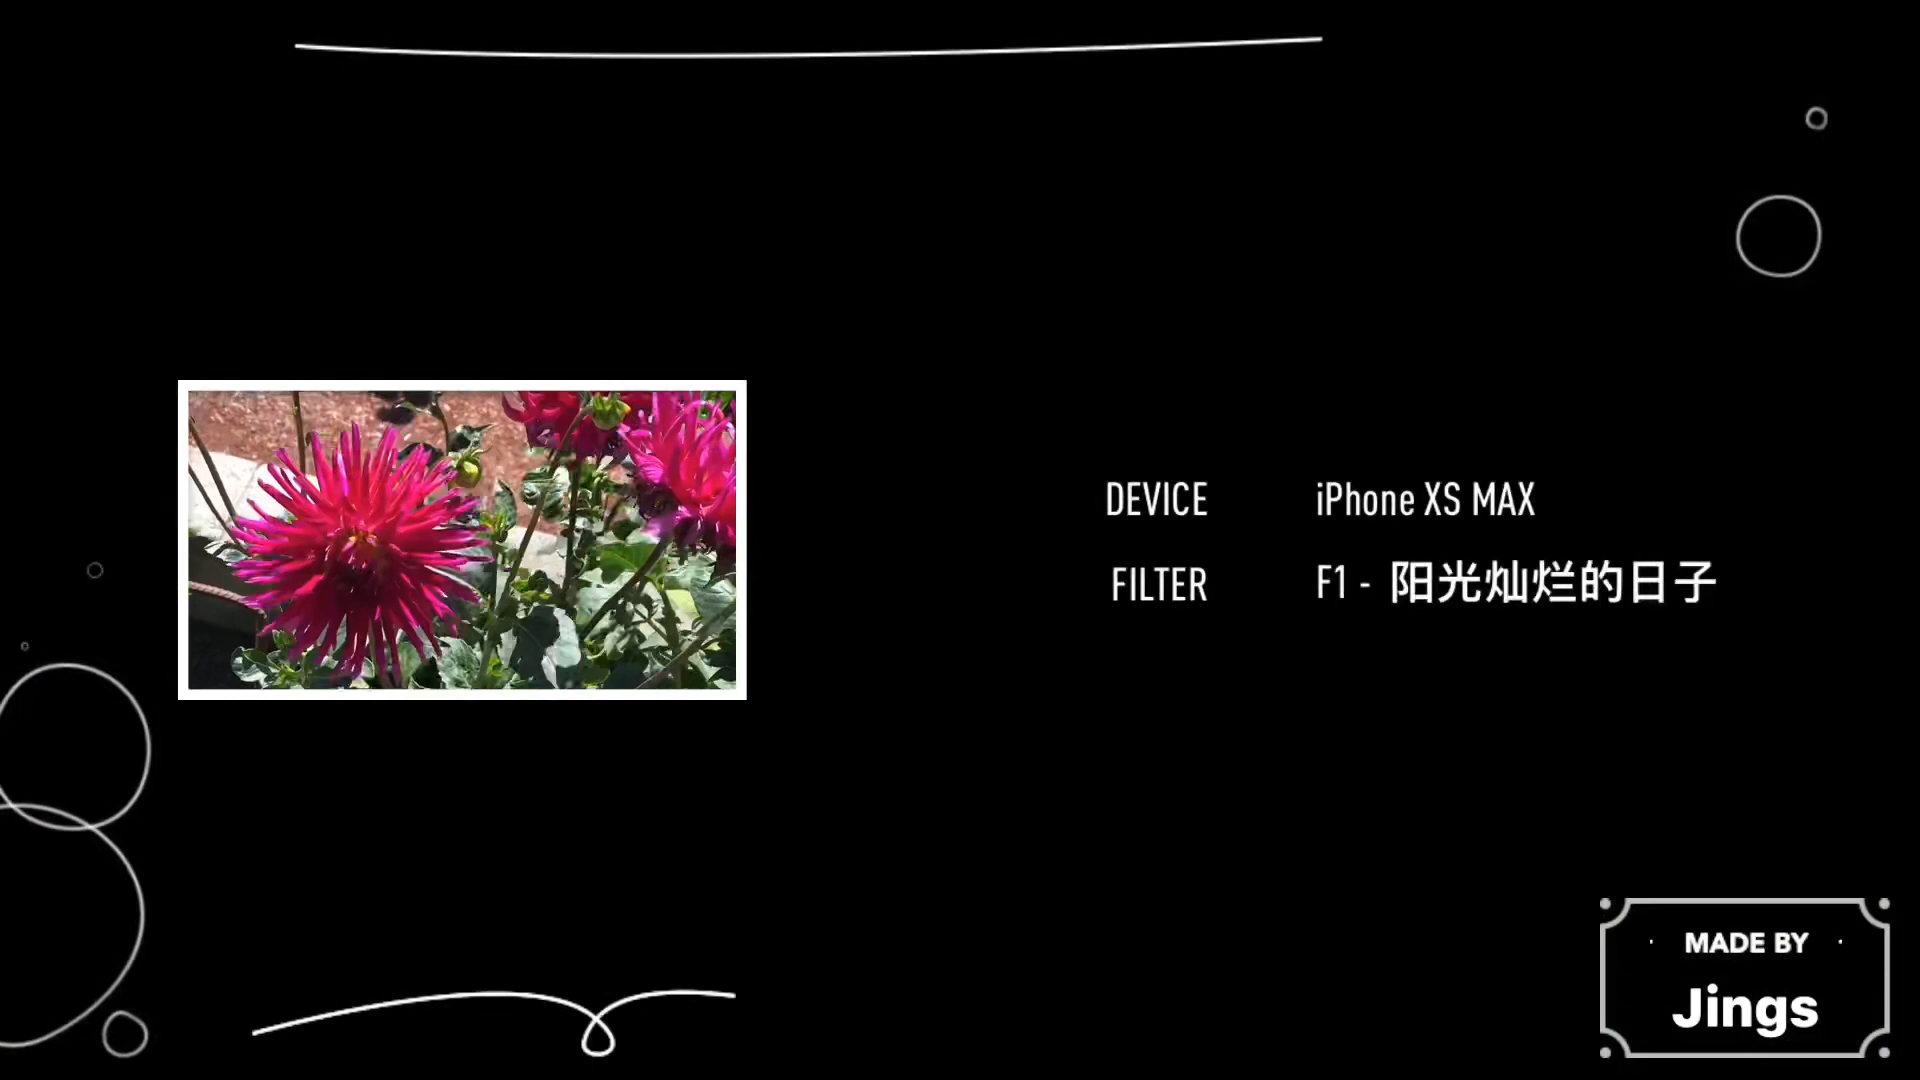 DEVICE iPhone XS MAX
FILTER F1 - 阳光灿烂的日子
· MADE BY ·
Jings